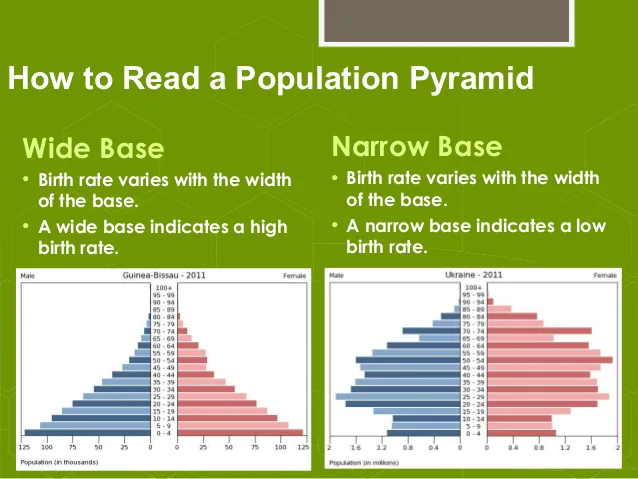 How to Read a Population Pyramid
Wide Base
• Birth rate varies with the width
of the base.
• A wide base indicates a high
birth rate.
Narrow Base
• Birth rate varies with the width
of the base.
• A narrow base indicates a low
birth rate.
Male Guinea-Bissau - 2011 Female
100+
95 - 99
90 - 94
85 - 89
80 - 84
75 - 79
70 - 74
65 - 69
60 - 64
55 - 59
50 - 54
45 - 49
40 - 44
35 - 39
30 - 34
25 - 29
20 - 24
15 - 19
10 - 14
5 - 9
0 - 4
125 100 75 50 25 0 0 25 50 75 100 125
Population (in thousands)
Male Ukraine - 2011 Female
100+
95 - 99
90 - 94
85 - 89
80 - 84
75 - 79
70 - 74
65 - 69
60 - 64
55 - 59
50 - 54
45 - 49
40 - 44
35 - 39
30 - 34
25 - 29
20 - 24
15 - 19
10 - 14
5 - 9
0 - 4
2 1.6 1.2 0.8 0.4 0 0 0.4 0.8 1.2 1.6 2
Population (in millions)